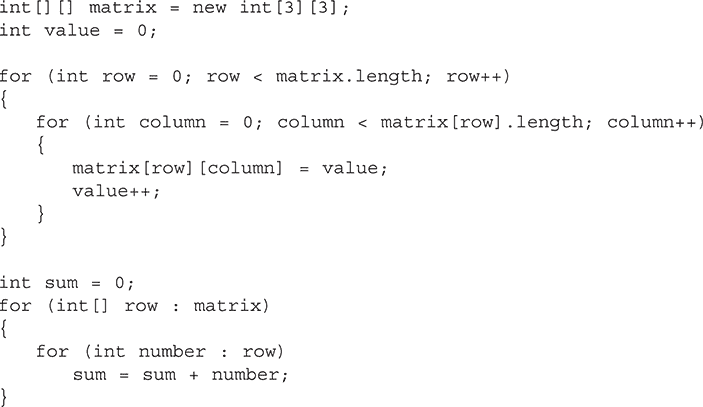 int[][] matrix = new int[3][3];
int value = 0;

for (int row = 0; row < matrix.length; row++)
{
    for (int column = 0; column < matrix[row].length; column++)
    {
        matrix[row][column] = value;
        value++;
    }
}

int sum = 0;
for (int[] row : matrix)
{
    for (int number : row)
        sum = sum + number;
}